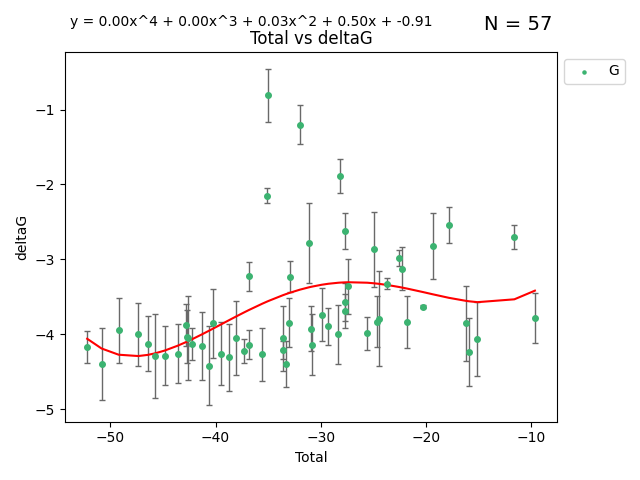 y = 0.00x^4 + 0.00x^3 + 0.03x^2 + 0.50x + -0.91
N = 57
Total vs deltaG
G
deltaG
−1
−2
−3
−4
−5
−50
−40
−30
−20
−10
Total